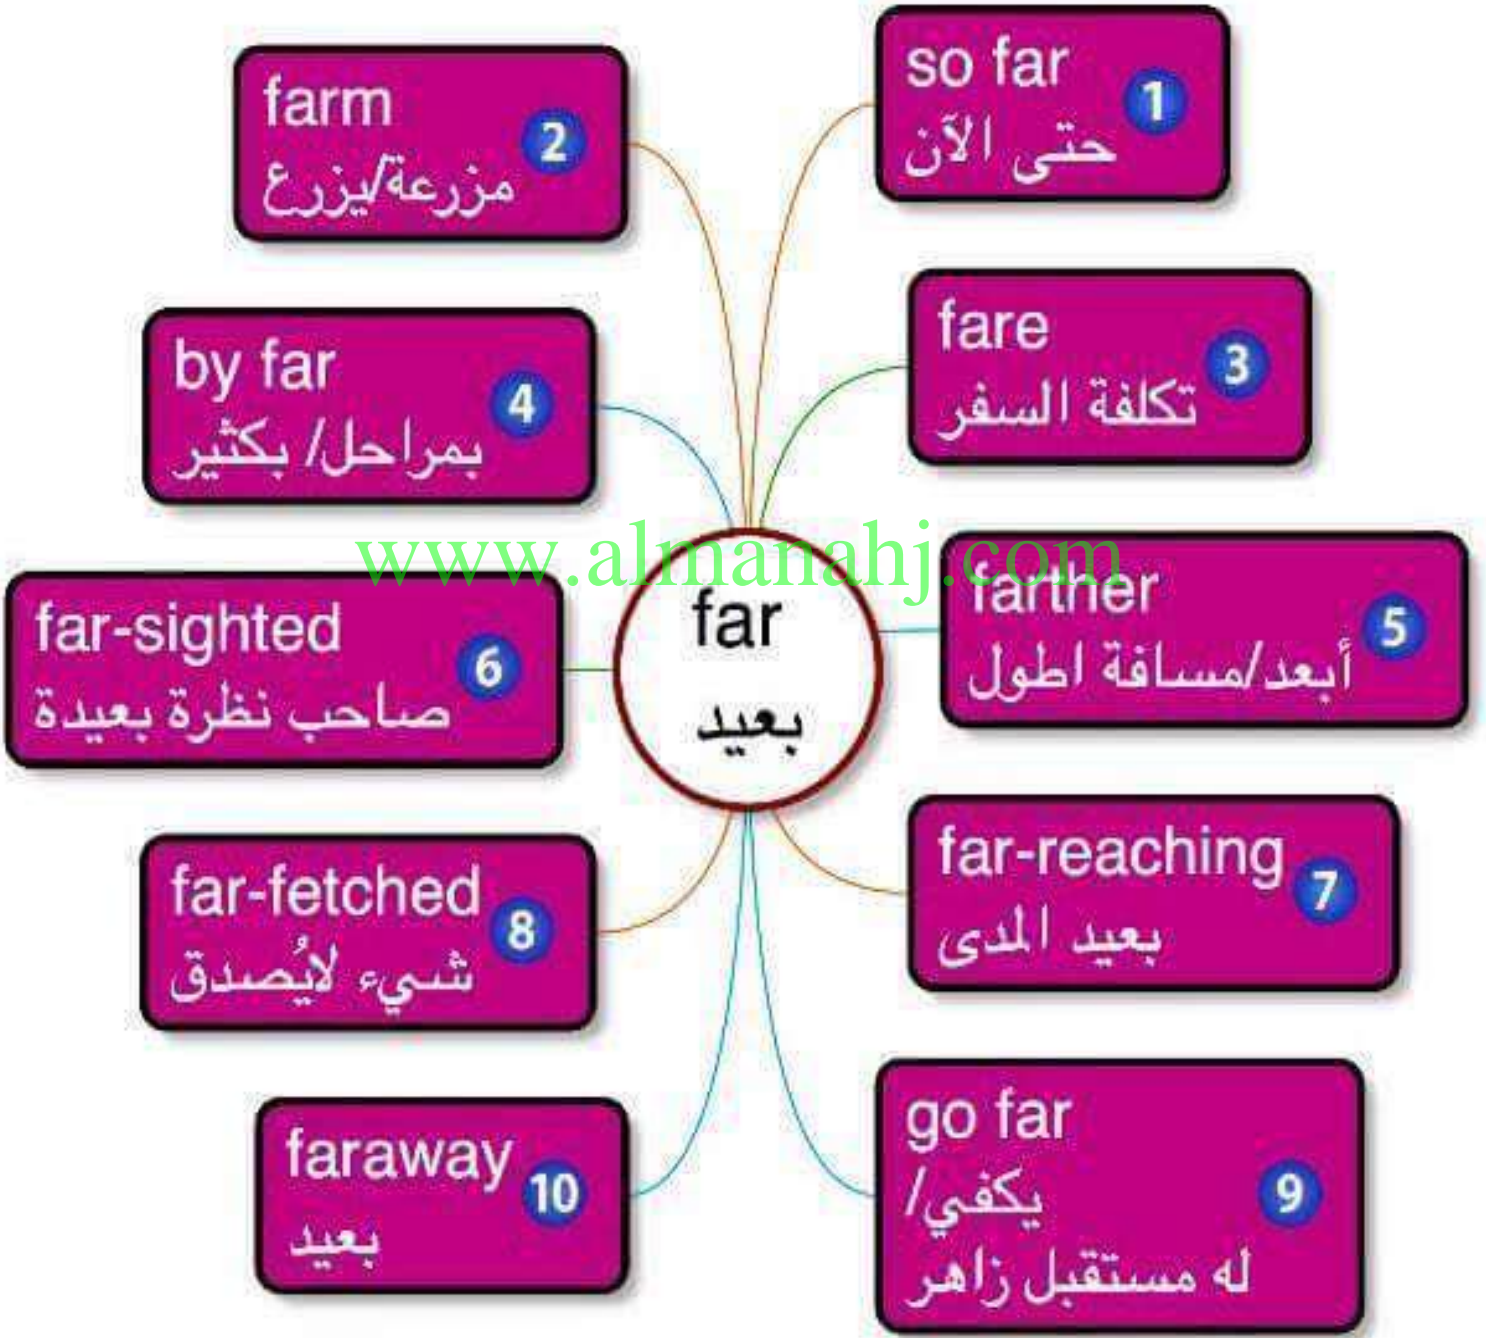 so far
حتى الآن
1
farm
مزرعة/يزرع
2
fare
تكلفة السفر
3
by far
بمراحل/ بكثير
4
www.almanahj.com
far
بعيد
farther
أبعد/مسافة اطول
5
far-sighted
صاحب نظرة بعيدة
6
far-reaching
بعيد المدى
7
far-fetched
شيء لايُصدق
8
go far
يكفي/
له مستقبل زاهر
9
faraway
بعيد
10